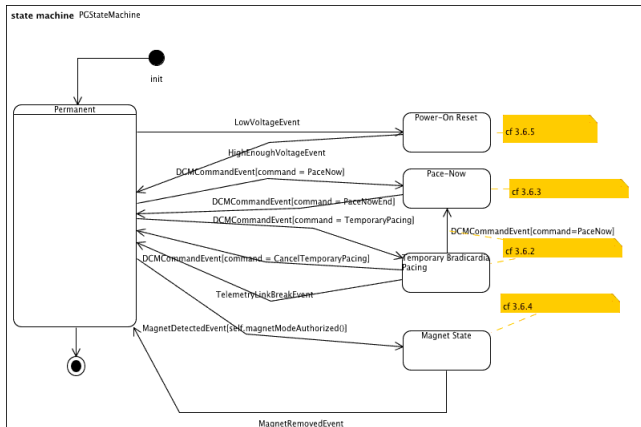 state machine PGStateMachine
init
Permanent
LowVoltageEvent
Power-On Reset
cf 3.6.5
HighEnoughVoltageEvent
DCMCommandEvent[command = PaceNow]
Pace-Now
cf 3.6.3
DCMCommandEvent[command = PaceNowEnd]
DCMCommandEvent[command = TemporaryPacing]
DCMCommandEvent[command=PaceNow]
DCMCommandEvent[command = CancelTemporaryPacing]
Temporary Bradicardia
Pacing
cf 3.6.2
TelemetryLinkBreakEvent
cf 3.6.4
MagnetDetectedEvent[self.magnetModeAuthorized()]
Magnet State
MagnetRemovedEvent